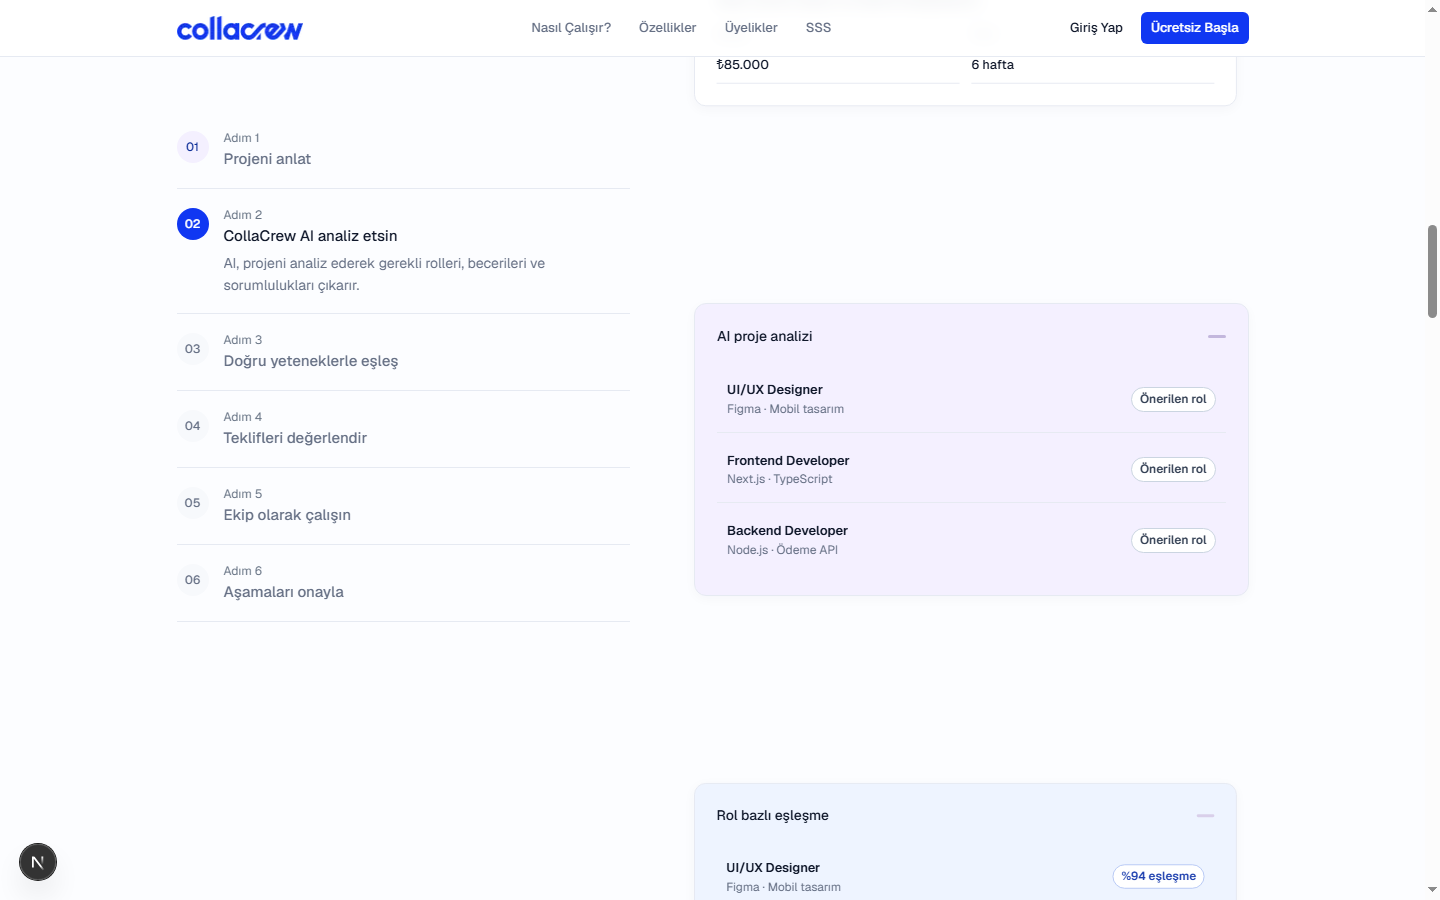 collacrew
Nasıl Çalışır?
Özellikler
Üyelikler
SSS
Giriş Yap
Ücretsiz Başla
₺85.000
6 hafta
01
Adım 1
Projeni anlat
02
Adım 2
CollaCrew AI analiz etsin
AI, projeni analiz ederek gerekli rolleri, becerileri ve
sorumlulukları çıkarır.
03
Adım 3
Doğru yeteneklerle eşleş
04
Adım 4
Teklifleri değerlendir
05
Adım 5
Ekip olarak çalışın
06
Adım 6
Aşamaları onayla
AI proje analizi
UI/UX Designer
Figma · Mobil tasarım
Önerilen rol
Frontend Developer
Next.js · TypeScript
Önerilen rol
Backend Developer
Node.js · Ödeme API
Önerilen rol
Rol bazlı eşleşme
UI/UX Designer
Figma · Mobil tasarım
%94 eşleşme
N